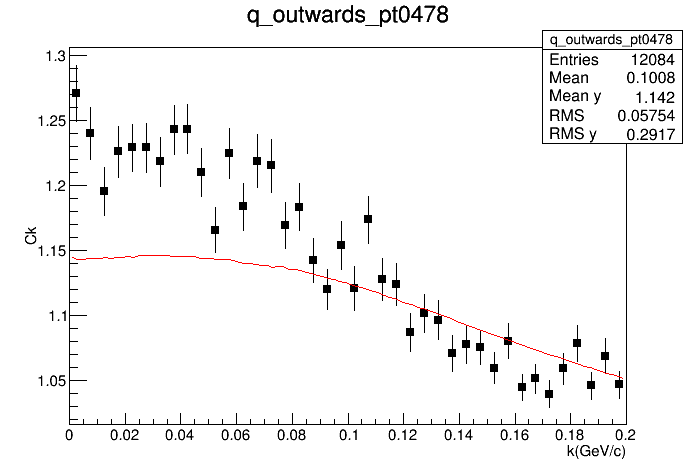 q_outwards_pt0478
q_outwards_pt0478
Entries 12084
Mean 0.1008
Mean y 1.142
RMS 0.05754
RMS y 0.2917
1.3
1.25
1.2
1.15
1.1
1.05
Ck
0 0.02 0.04 0.06 0.08 0.1 0.12 0.14 0.16 0.18 0.2
k(GeV/c)